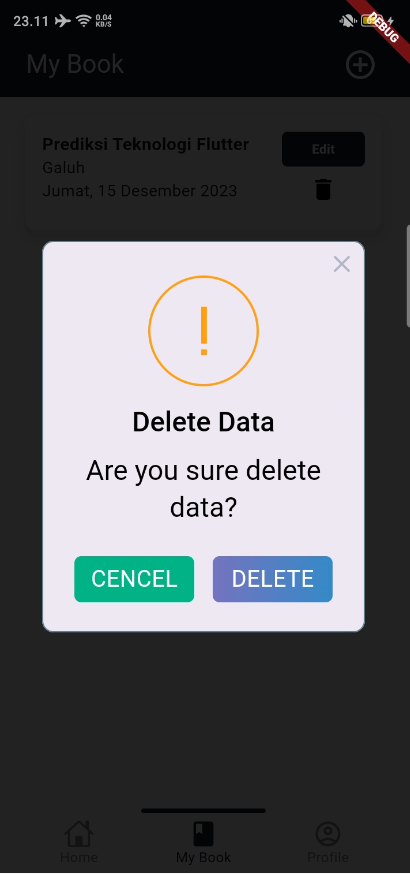 23.11 0.04 KB/S
DEBUG
My Book
Prediksi Teknologi Flutter
Edit
Galuh
Jumat, 15 Desember 2023
!
Delete Data
Are you sure delete
data?
CENCEL DELETE
Home My Book Profile